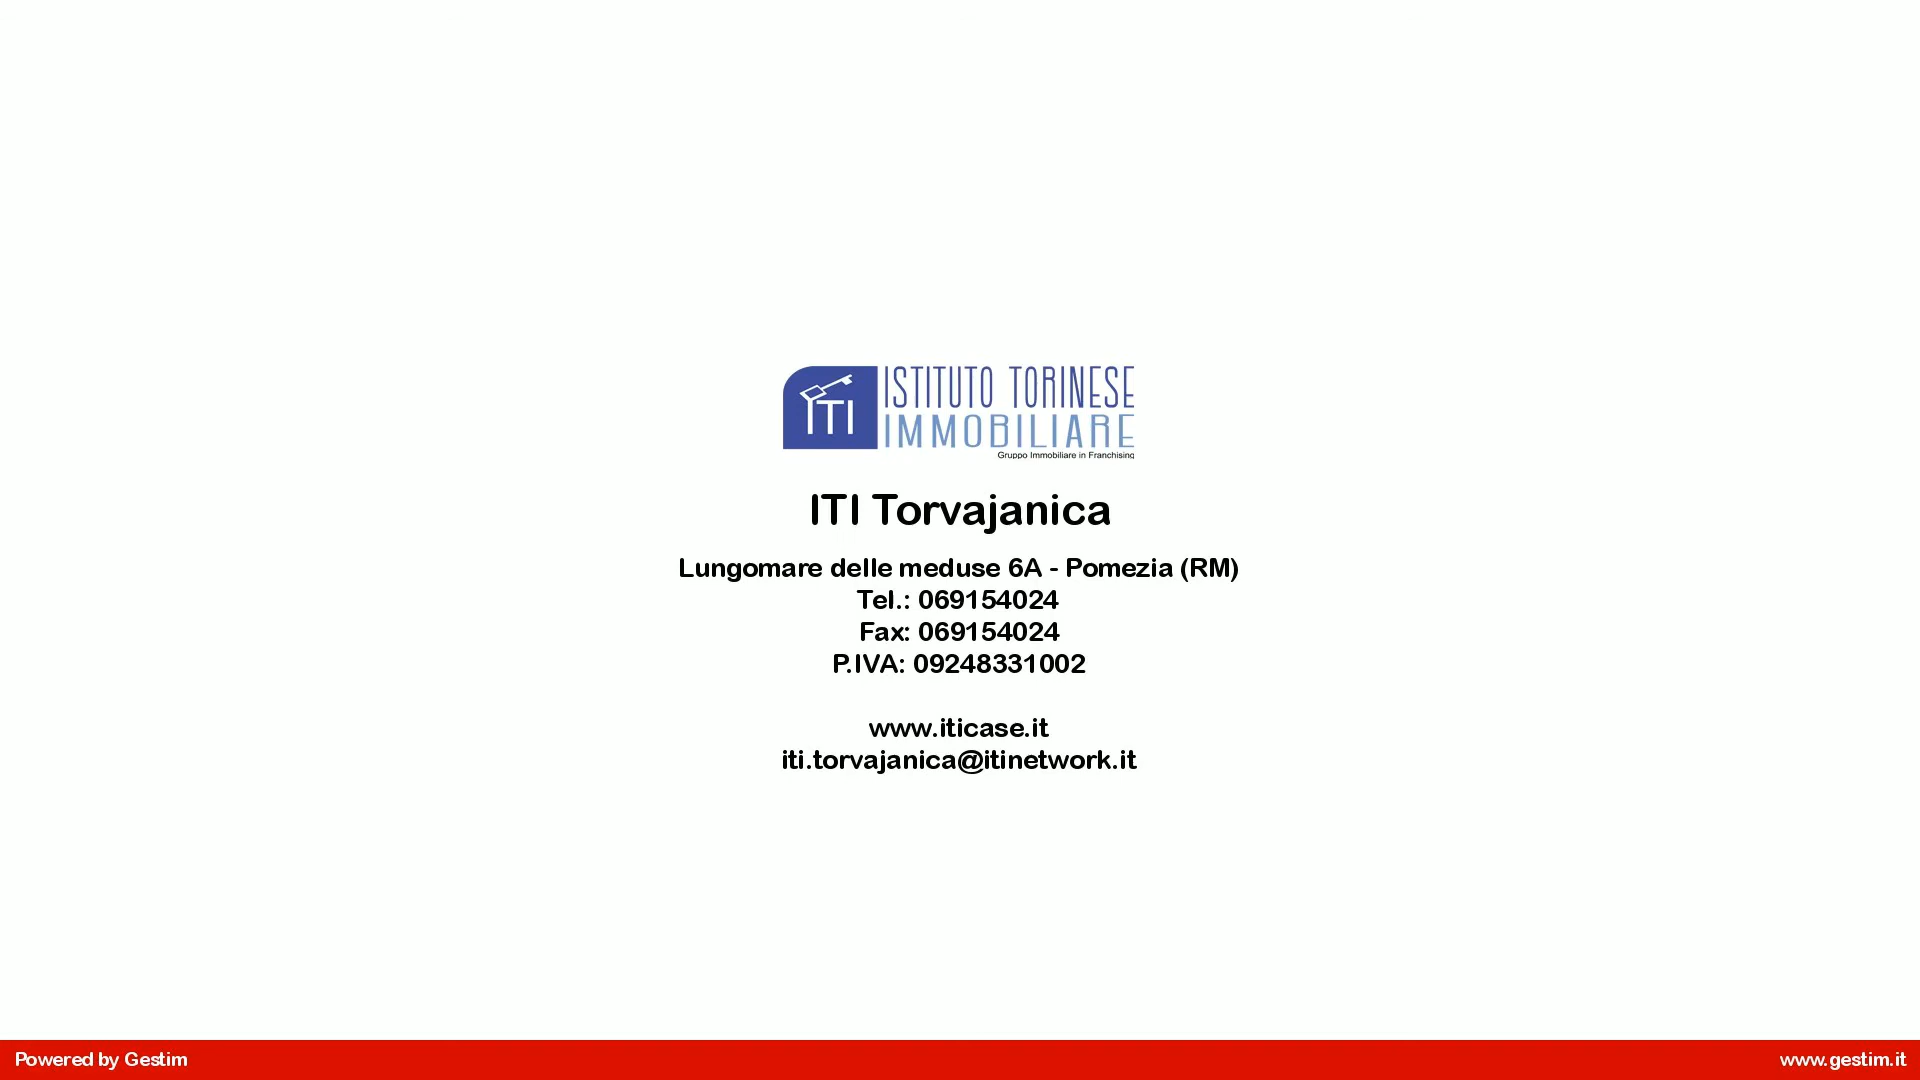 ITI
ISTITUTO TORINESE
IMMOBILIARE
Gruppo Immobiliare in Franchising
ITI Torvajanica
Lungomare delle meduse 6A - Pomezia (RM)
Tel.: 069154024
Fax: 069154024
P.IVA: 09248331002
www.iticase.it
iti.torvajanica@itinetwork.it
Powered by Gestim
www.gestim.it